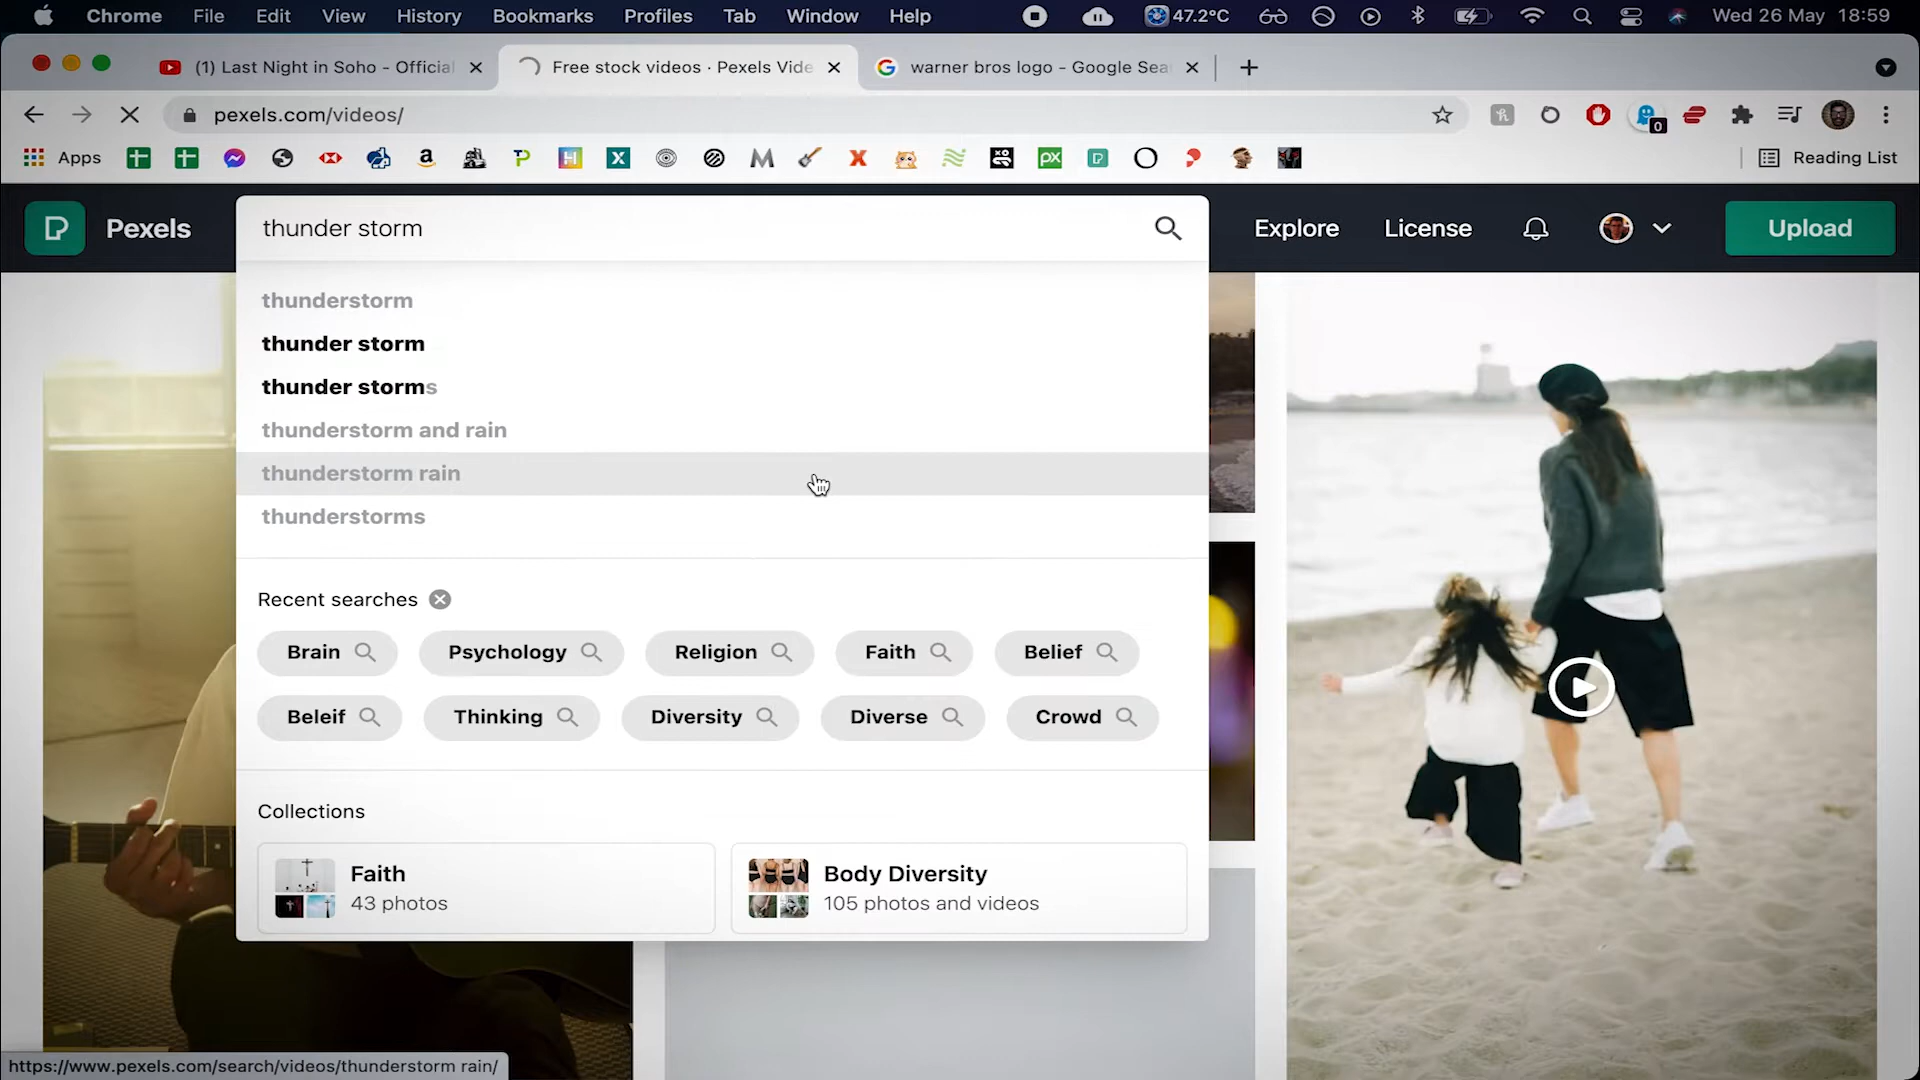 Chrome File Edit View History Bookmarks Profiles Tab Window Help 47.2°C Wed 26 May 18:59
(1) Last Night in Soho - Official Free stock videos · Pexels Vide warner bros logo - Google Sea
pexels.com/videos/ 0
Apps Reading List
Pexels thunder storm Explore License Upload
thunderstorm
thunder storm
thunder storms
thunderstorm and rain
thunderstorm rain
thunderstorms
Recent searches
Brain Psychology Religion Faith Belief
Beleif Thinking Diversity Diverse Crowd
Collections
Faith Body Diversity
43 photos 105 photos and videos
https://www.pexels.com/search/videos/thunderstorm rain/